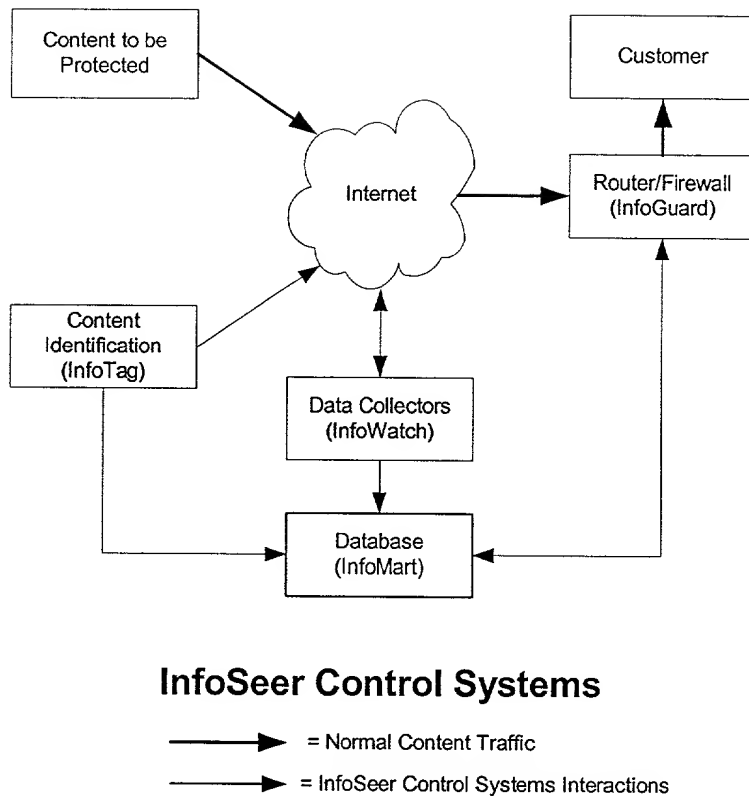 Content to be
Protected
Customer
Internet
Router/Firewall
(InfoGuard)
Content
Identification
(InfoTag)
Data Collectors
(InfoWatch)
Database
(InfoMart)
InfoSeer Control Systems
= Normal Content Traffic
= InfoSeer Control Systems Interactions